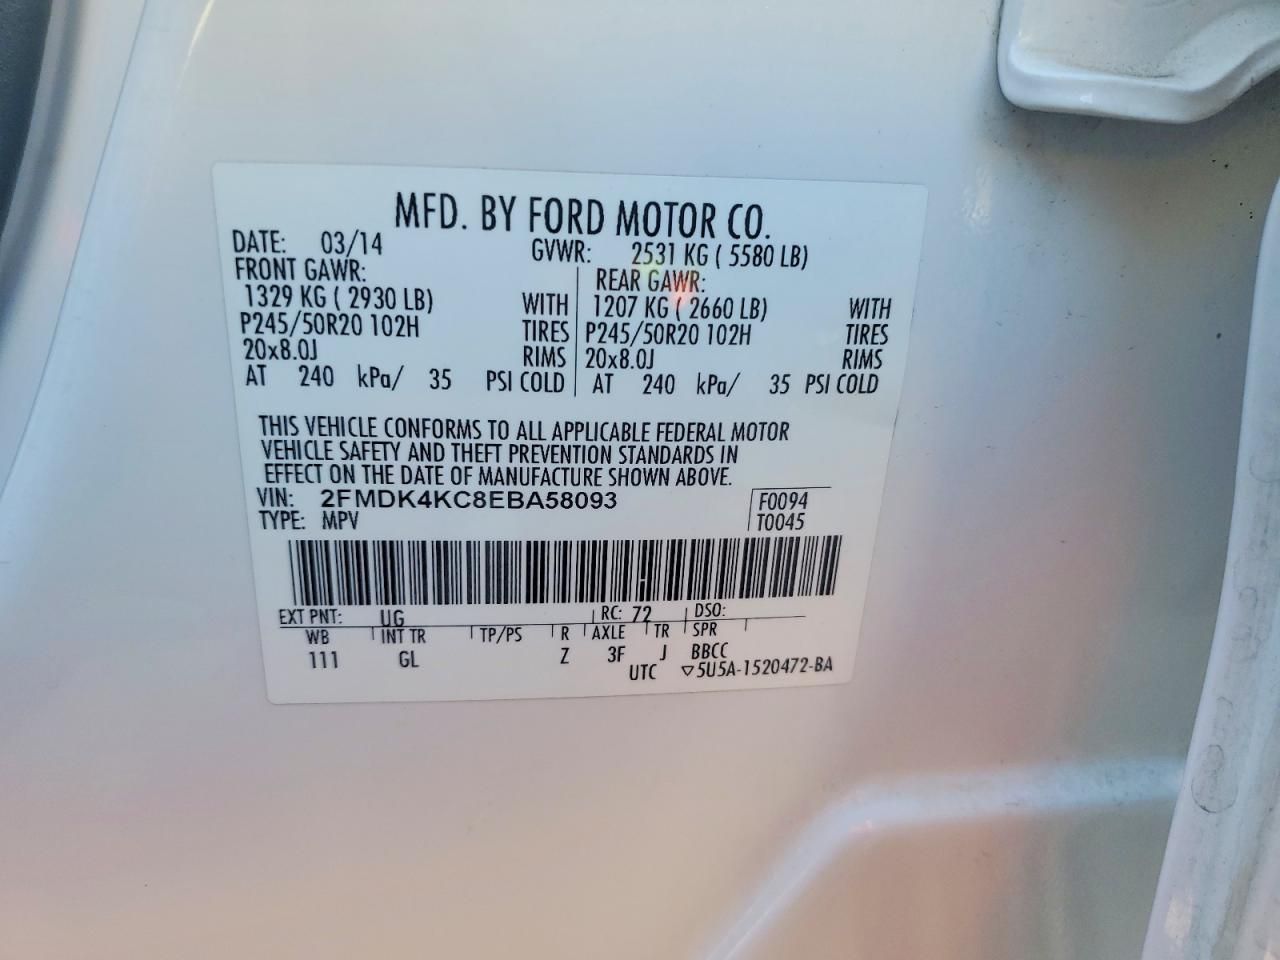 MFD. BY FORD MOTOR CO.
DATE: 03/14 GVWR: 2531 KG ( 5580 LB)
FRONT GAWR: REAR GAWR:
1329 KG ( 2930 LB) WITH 1207 KG ( 2660 LB) WITH
P245/50R20 102H TIRES P245/50R20 102H TIRES
20x8.0J RIMS 20x8.0J RIMS
AT 240 kPa/ 35 PSI COLD AT 240 kPa/ 35 PSI COLD
THIS VEHICLE CONFORMS TO ALL APPLICABLE FEDERAL MOTOR
VEHICLE SAFETY AND THEFT PREVENTION STANDARDS IN
EFFECT ON THE DATE OF MANUFACTURE SHOWN ABOVE.
VIN: 2FMDK4KC8EBA58093 F0094
TYPE: MPV T0045
EXT PNT: UG RC: 72 DSO:
WB INT TR TP/PS R AXLE TR SPR
111 GL Z 3F J BBCC
UTC ▽5U5A-1520472-BA